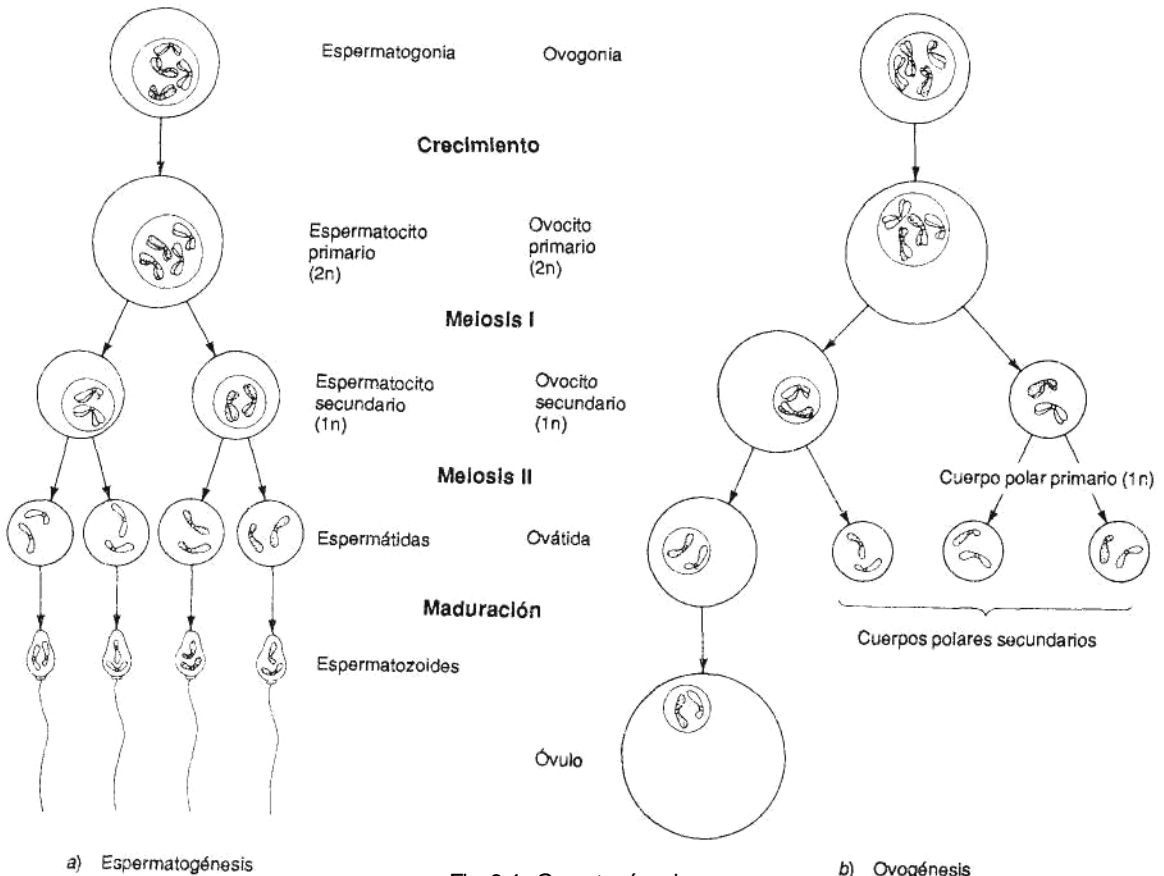 Espermatogonia
Ovogonia
Crecimiento
Espermatocito
primario
(2n)
Ovocito
primario
(2n)
Meiosis I
Espermatocito
secundario
(1n)
Ovocito
secundario
(1n)
Meiosis II
Cuerpo polar primario (1n)
Espermátidas
Ovátida
Maduración
Cuerpos polares secundarios
Espermatozoides
Óvulo
a) Espermatogénesis
b) Ovogénesis